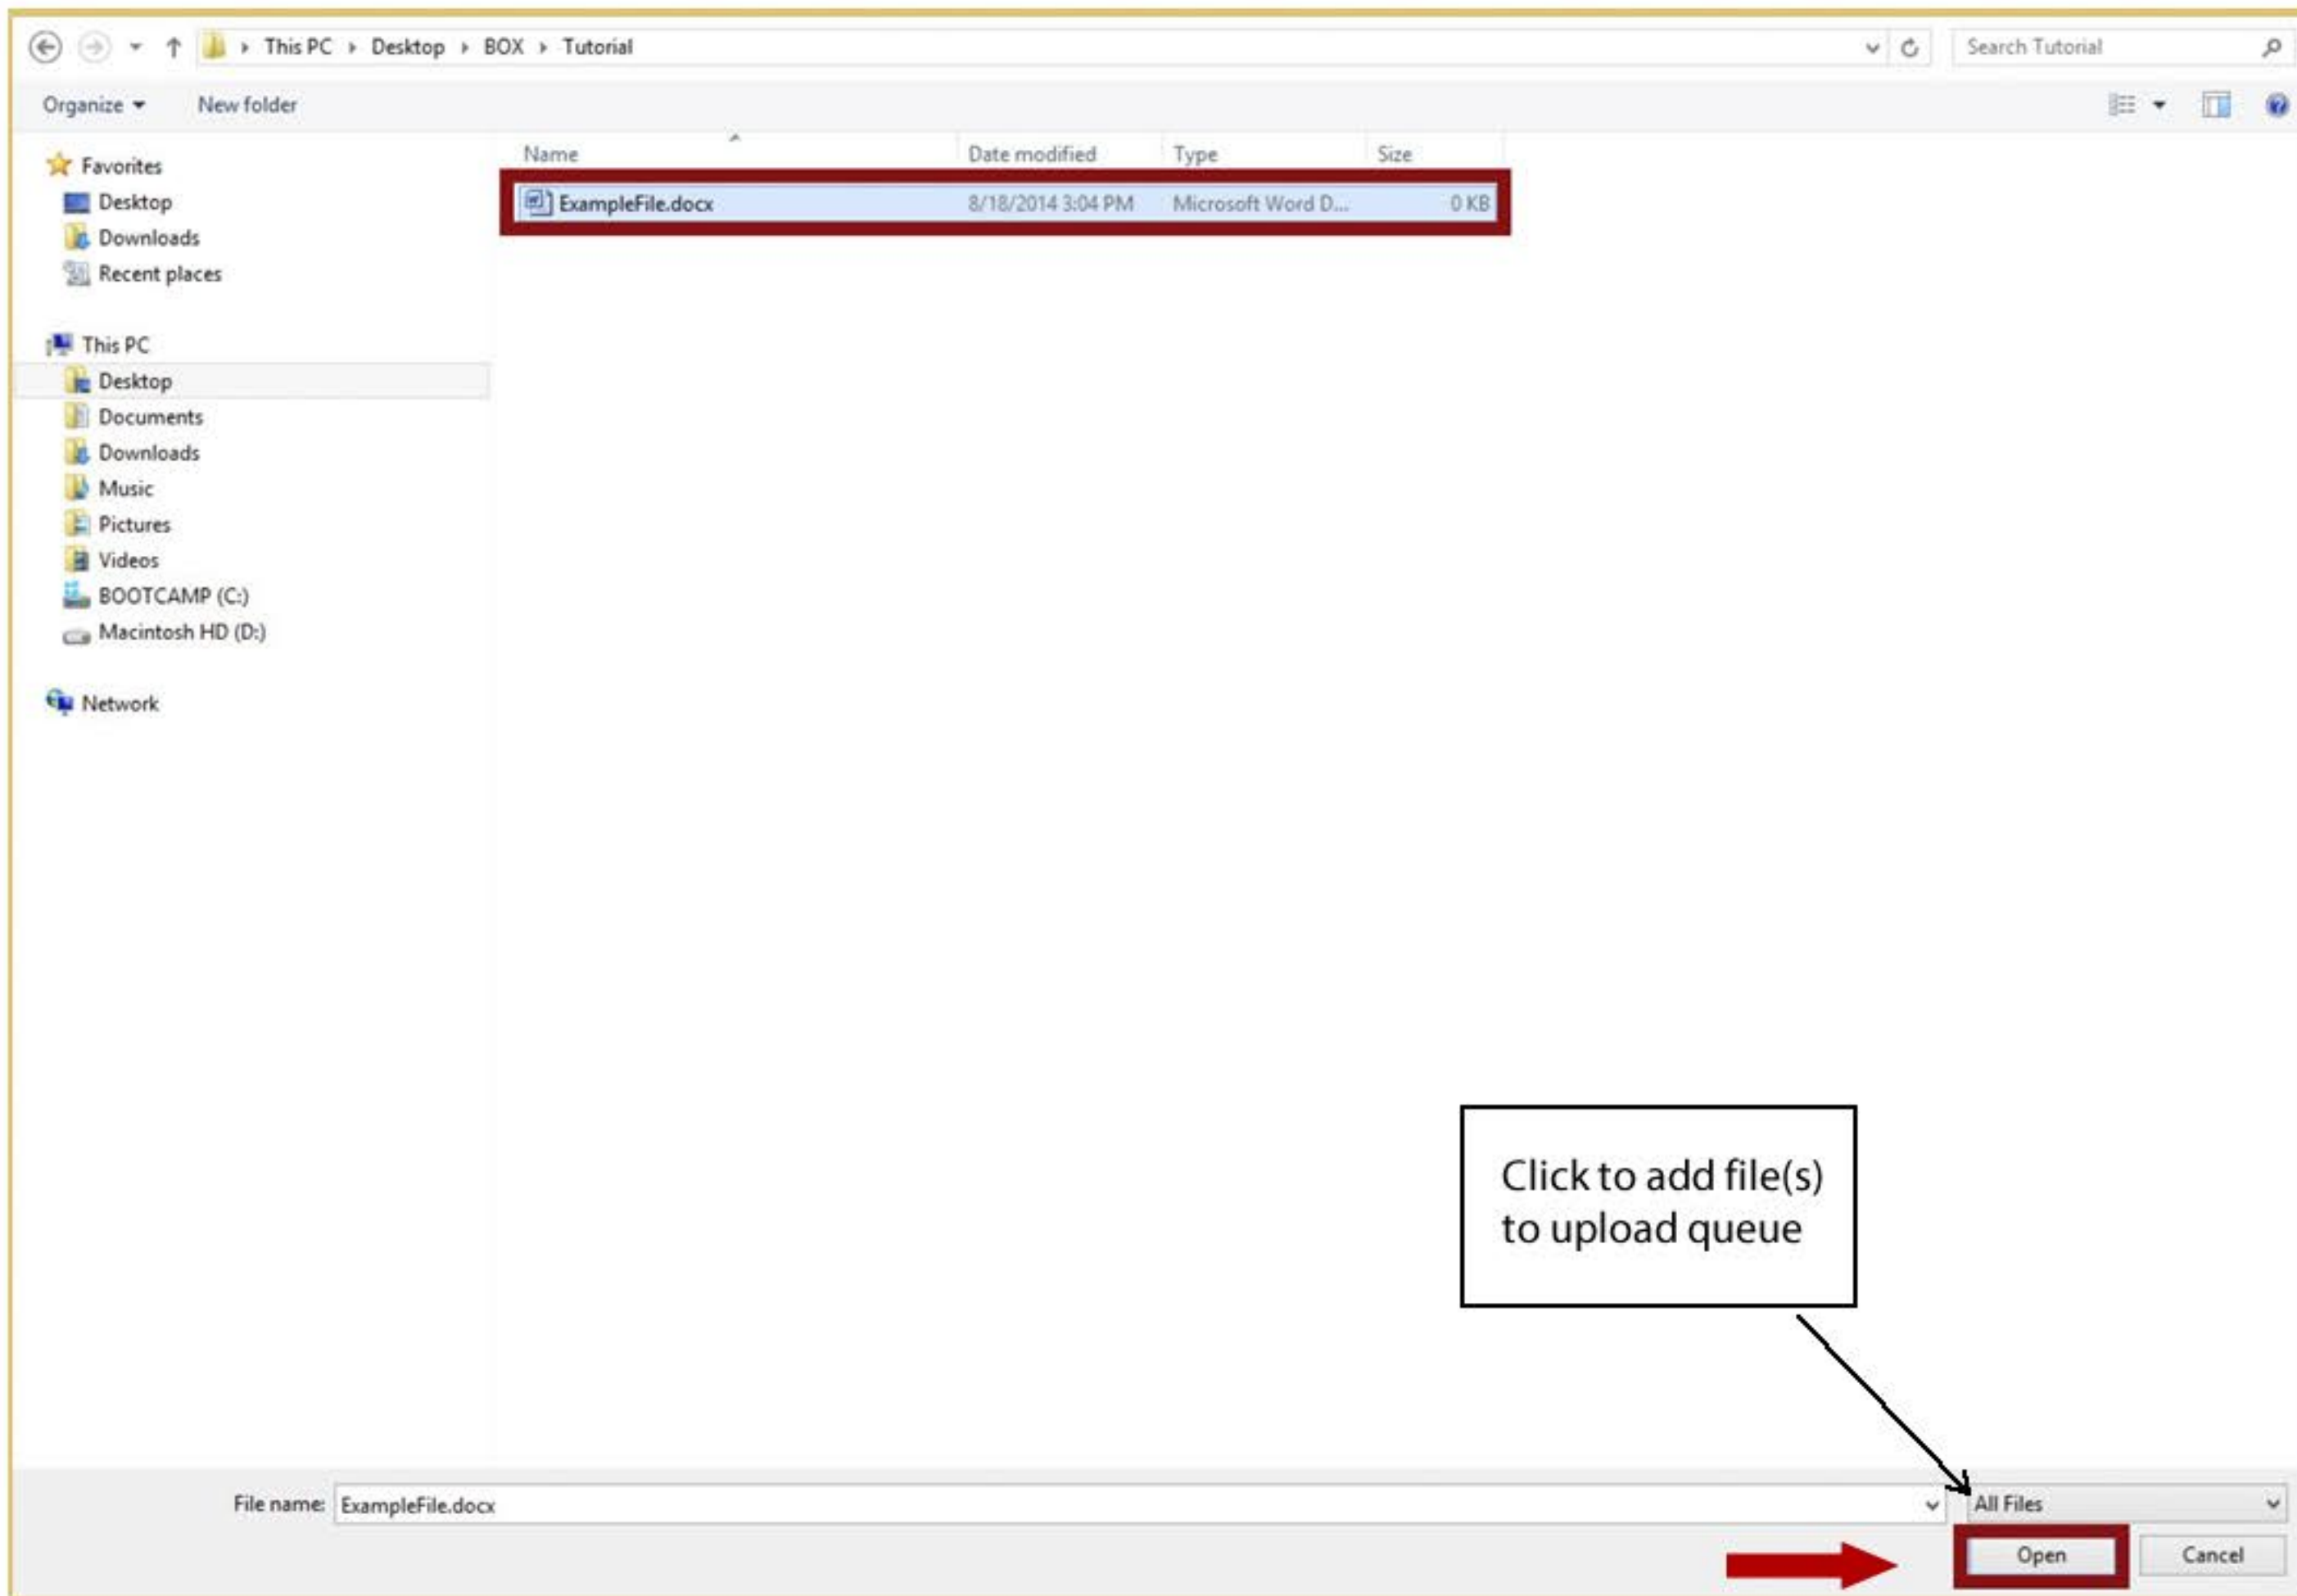 This PC Desktop BOX Tutorial Search Tutorial
Organize New folder
Name Date modified Type Size
ExampleFile.docx 8/18/2014 3:04 PM Microsoft Word D... 0 KB
Favorites
Desktop
Downloads
Recent places
This PC
Desktop
Documents
Downloads
Music
Pictures
Videos
BOOTCAMP (C:)
Macintosh HD (D:)
Network
Click to add file(s)
to upload queue
File name: ExampleFile.docx All Files
Open Cancel